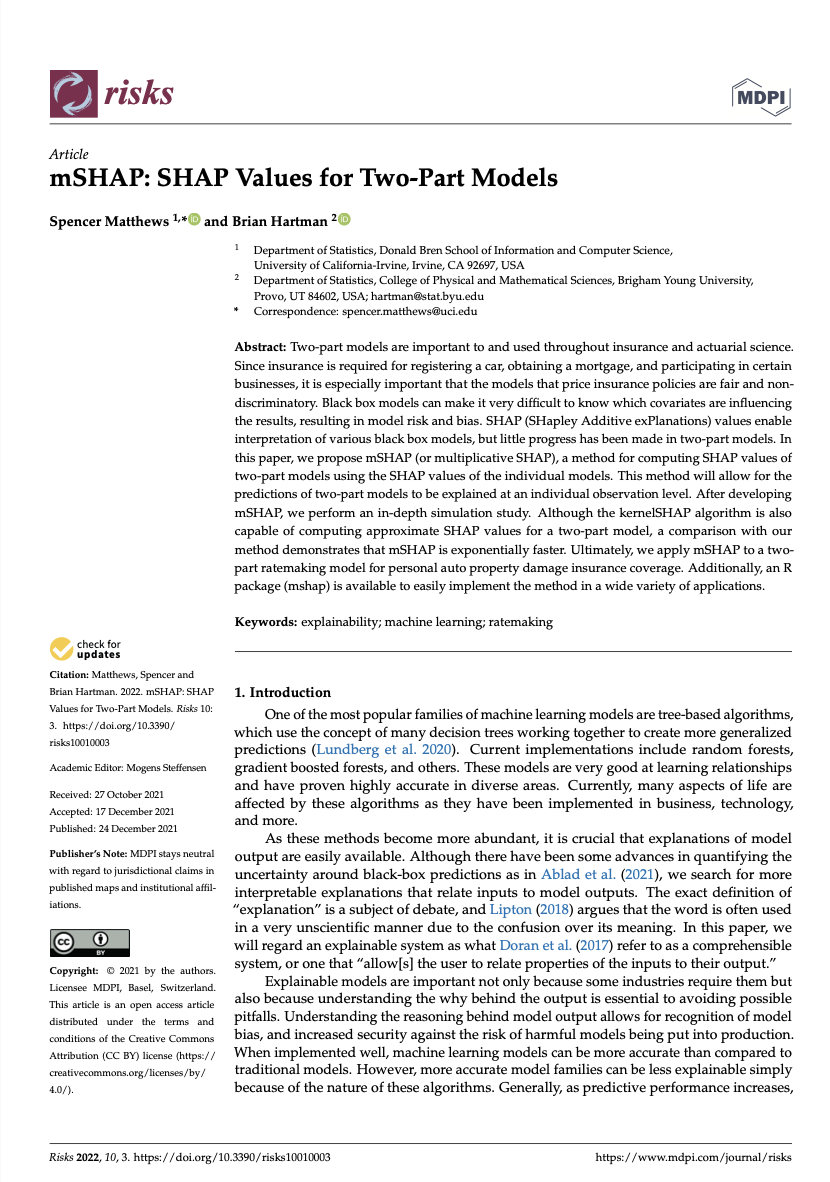 risks
MDPI
Article
mSHAP: SHAP Values for Two-Part Models
Spencer Matthews 1,* iD and Brian Hartman 2 iD
1 Department of Statistics, Donald Bren School of Information and Computer Science,
University of California-Irvine, Irvine, CA 92697, USA
2 Department of Statistics, College of Physical and Mathematical Sciences, Brigham Young University,
Provo, UT 84602, USA; hartman@stat.byu.edu
* Correspondence: spencer.matthews@uci.edu
Abstract: Two-part models are important to and used throughout insurance and actuarial science.
Since insurance is required for registering a car, obtaining a mortgage, and participating in certain
businesses, it is especially important that the models that price insurance policies are fair and non-
discriminatory. Black box models can make it very difficult to know which covariates are influencing
the results, resulting in model risk and bias. SHAP (SHapley Additive exPlanations) values enable
interpretation of various black box models, but little progress has been made in two-part models. In
this paper, we propose mSHAP (or multiplicative SHAP), a method for computing SHAP values of
two-part models using the SHAP values of the individual models. This method will allow for the
predictions of two-part models to be explained at an individual observation level. After developing
mSHAP, we perform an in-depth simulation study. Although the kernelSHAP algorithm is also
capable of computing approximate SHAP values for a two-part model, a comparison with our
method demonstrates that mSHAP is exponentially faster. Ultimately, we apply mSHAP to a two-
part ratemaking model for personal auto property damage insurance coverage. Additionally, an R
package (mshap) is available to easily implement the method in a wide variety of applications.
Keywords: explainability; machine learning; ratemaking
check for
updates
Citation: Matthews, Spencer and
Brian Hartman. 2022. mSHAP: SHAP
Values for Two-Part Models. Risks 10:
3. https://doi.org/10.3390/
risks10010003
Academic Editor: Mogens Steffensen
Received: 27 October 2021
Accepted: 17 December 2021
Published: 24 December 2021
Publisher's Note: MDPI stays neutral
with regard to jurisdictional claims in
published maps and institutional affil-
iations.
cc BY
Copyright: © 2021 by the authors.
Licensee MDPI, Basel, Switzerland.
This article is an open access article
distributed under the terms and
conditions of the Creative Commons
Attribution (CC BY) license (https://
creativecommons.org/licenses/by/
4.0/).
1. Introduction
One of the most popular families of machine learning models are tree-based algorithms,
which use the concept of many decision trees working together to create more generalized
predictions (Lundberg et al. 2020). Current implementations include random forests,
gradient boosted forests, and others. These models are very good at learning relationships
and have proven highly accurate in diverse areas. Currently, many aspects of life are
affected by these algorithms as they have been implemented in business, technology,
and more.
As these methods become more abundant, it is crucial that explanations of model
output are easily available. Although there have been some advances in quantifying the
uncertainty around black-box predictions as in Ablad et al. (2021), we search for more
interpretable explanations that relate inputs to model outputs. The exact definition of
“explanation” is a subject of debate, and Lipton (2018) argues that the word is often used
in a very unscientific manner due to the confusion over its meaning. In this paper, we
will regard an explainable system as what Doran et al. (2017) refer to as a comprehensible
system, or one that “allow[s] the user to relate properties of the inputs to their output.”
Explainable models are important not only because some industries require them but
also because understanding the why behind the output is essential to avoiding possible
pitfalls. Understanding the reasoning behind model output allows for recognition of model
bias, and increased security against the risk of harmful models being put into production.
When implemented well, machine learning models can be more accurate than compared to
traditional models. However, more accurate model families can be less explainable simply
because of the nature of these algorithms. Generally, as predictive performance increases,
Risks 2022, 10, 3. https://doi.org/10.3390/risks10010003
https://www.mdpi.com/journal/risks